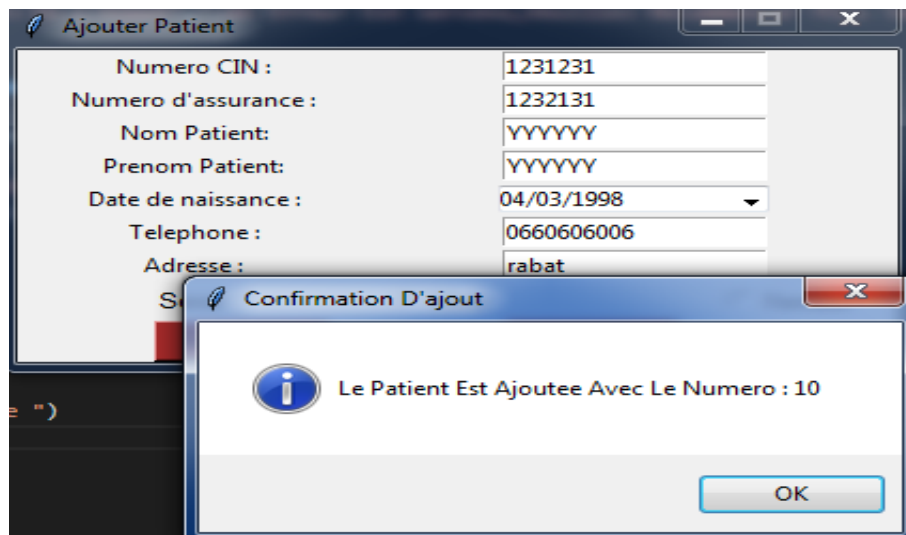 Ajouter Patient
Numero CIN : 1231231
Numero d'assurance : 1232131
Nom Patient: YYYYYY
Prenom Patient: YYYYYY
Date de naissance : 04/03/1998
Telephone : 0660606006
Adresse : rabat
Confirmation D'ajout
Le Patient Est Ajoutee Avec Le Numero : 10
e ")
OK